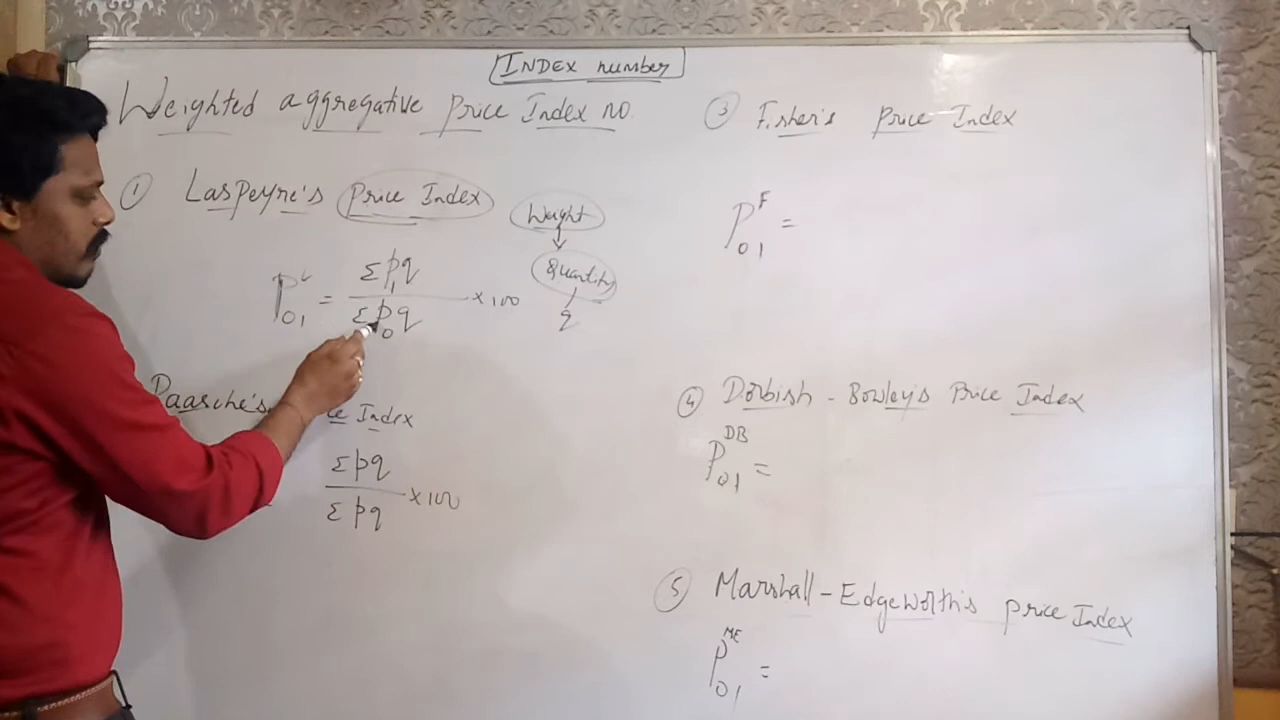 INDEX number
Weighted aggregative Price Index no.
① Laspeyre's Price Index
Weight
↓
Quantity
q
P₀₁ᴸ = Σp₁q / Σp₀q × 100
Paasche's Index
Σpq / Σpq × 100
③ Fisher's Price Index
P₀₁ᶠ =
④ Dorbish - Bowley's Price Index
P₀₁ᴰᴮ =
⑤ Marshall - Edgeworth's price Index
P₀₁ᴹᴱ =